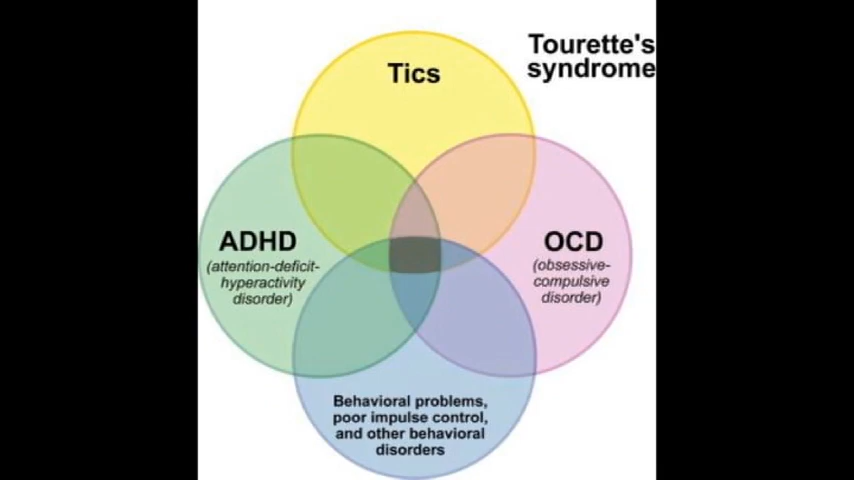 Tourette's
syndrome
Tics
ADHD
(attention-deficit-
hyperactivity
disorder)
OCD
(obsessive-
compulsive
disorder)
Behavioral problems,
poor impulse control,
and other behavioral
disorders